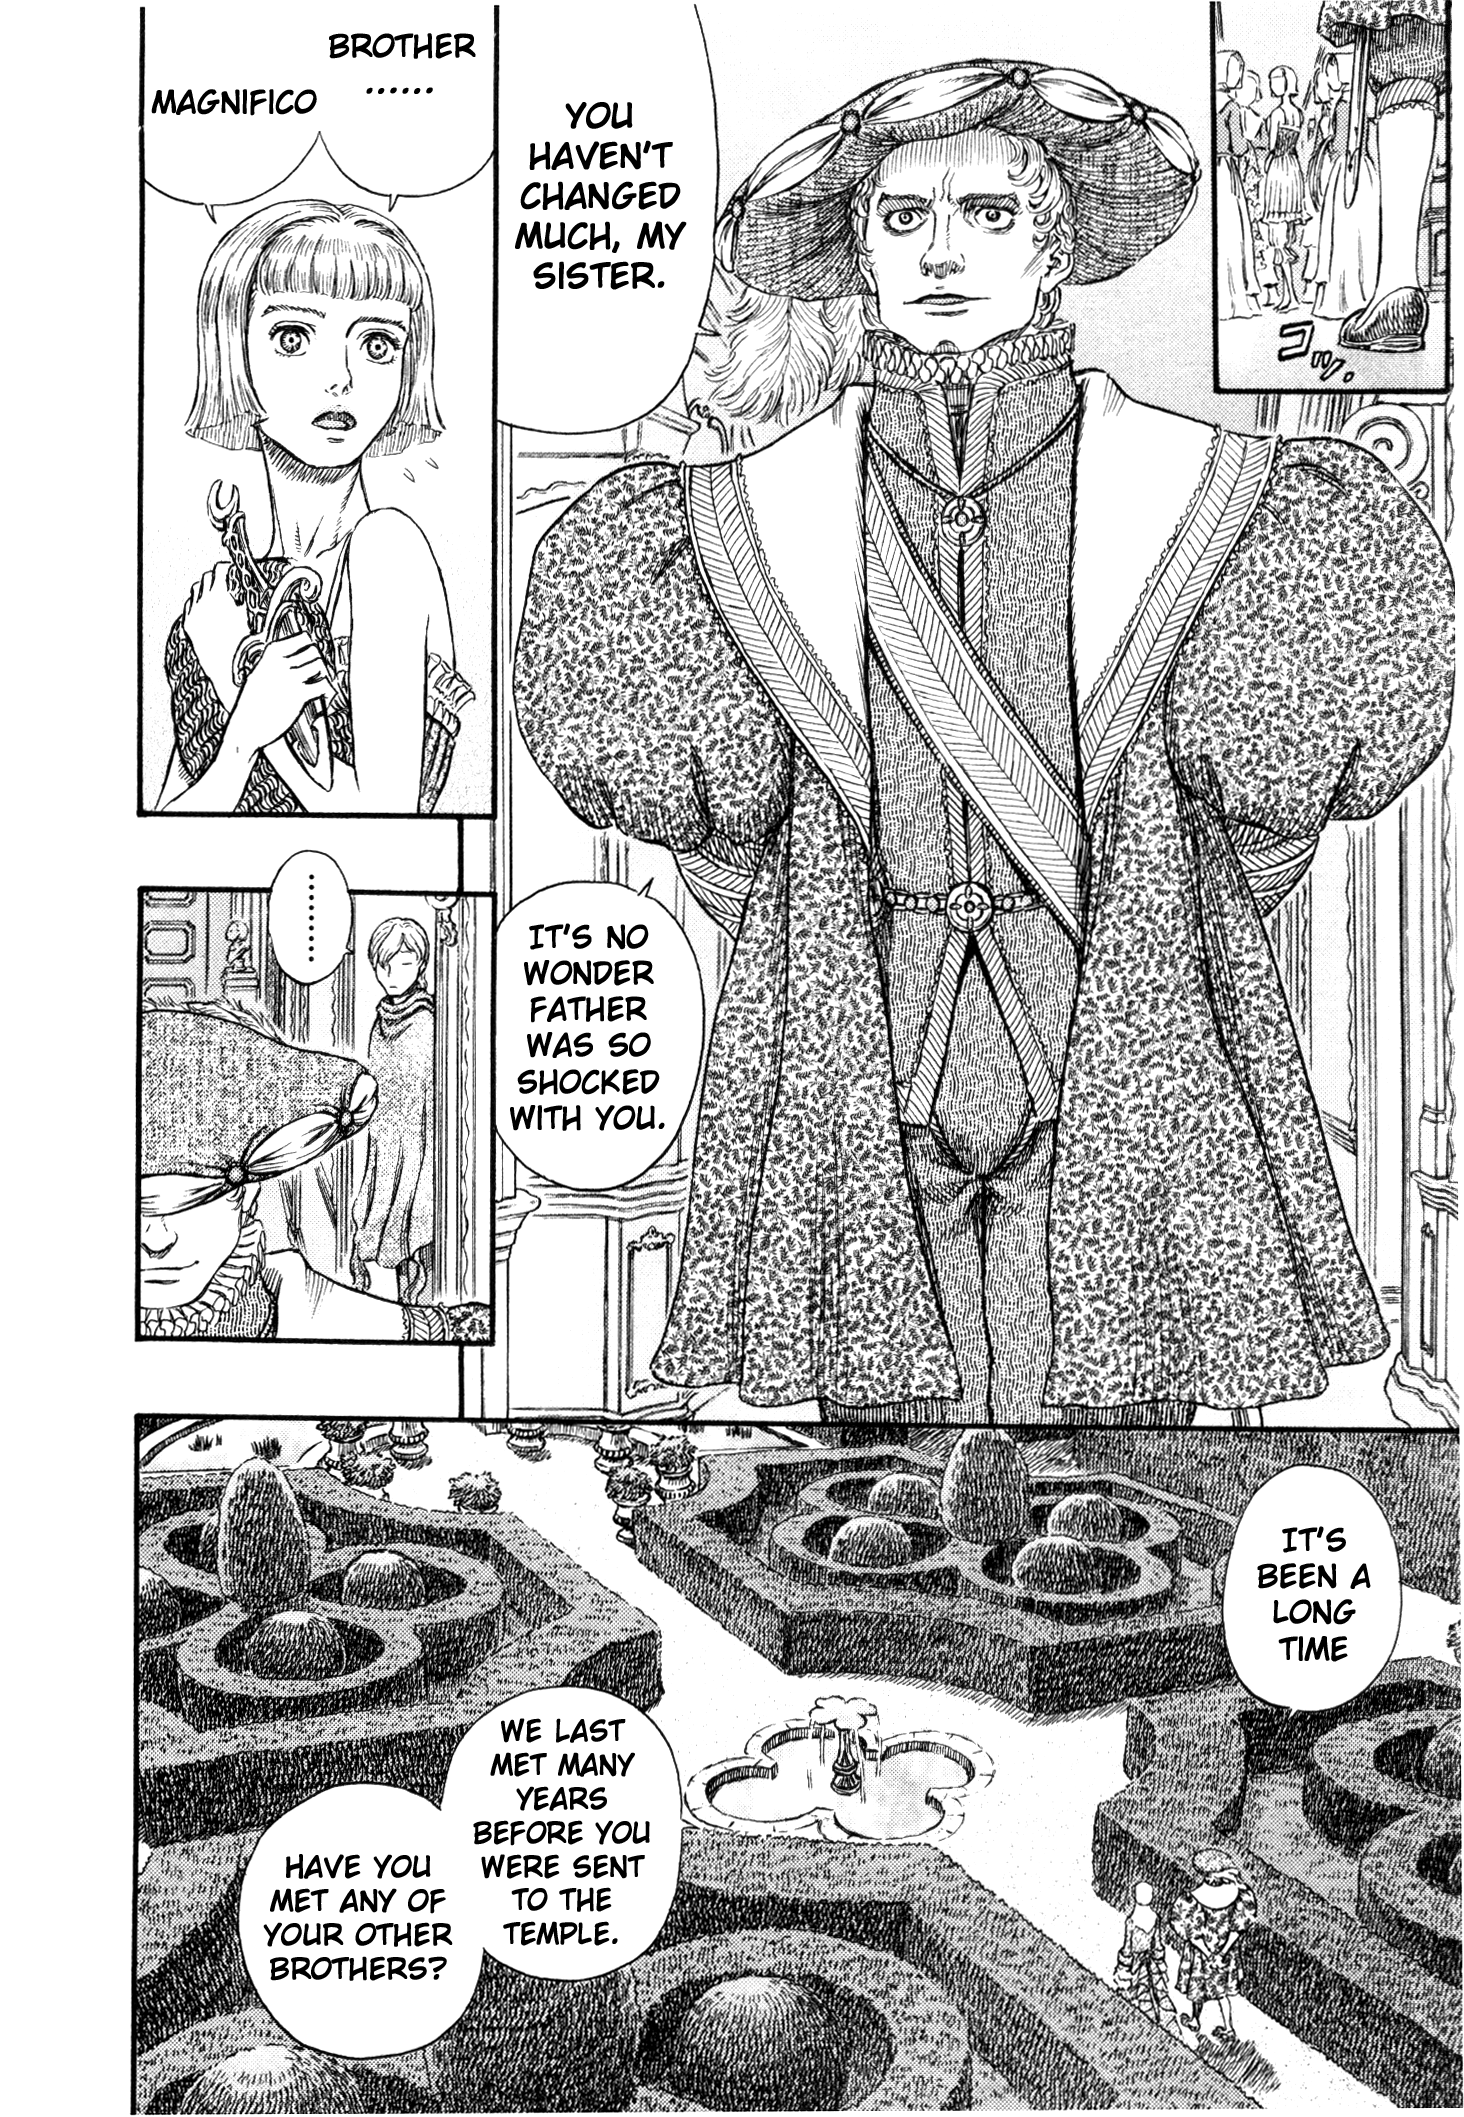 コツ.
YOU
HAVEN'T
CHANGED
MUCH, MY
SISTER.
IT'S NO
WONDER
FATHER
WAS SO
SHOCKED
WITH YOU.
BROTHER
......
MAGNIFICO
........
IT'S
BEEN A
LONG
TIME
WE LAST
MET MANY
YEARS
BEFORE YOU
WERE SENT
TO THE
TEMPLE.
HAVE YOU
MET ANY OF
YOUR OTHER
BROTHERS?